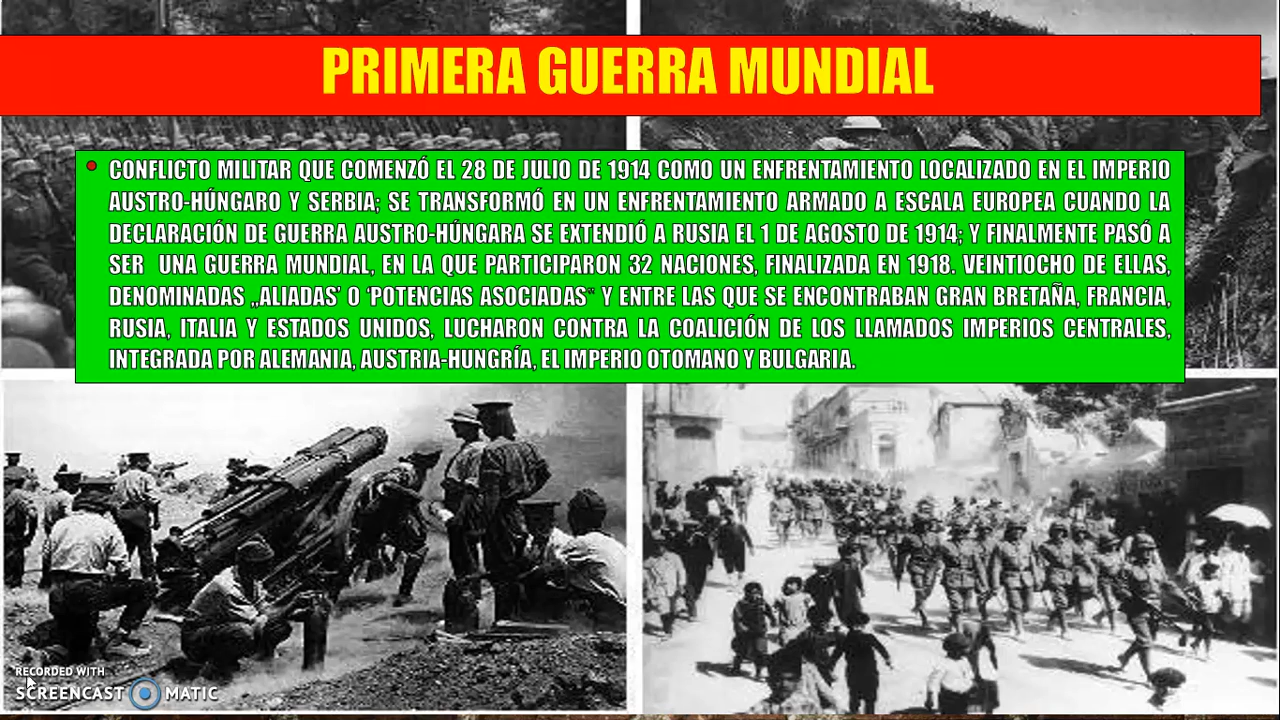 PRIMERA GUERRA MUNDIAL
CONFLICTO MILITAR QUE COMENZÓ EL 28 DE JULIO DE 1914 COMO UN ENFRENTAMIENTO LOCALIZADO EN EL IMPERIO
AUSTRO-HÚNGARO Y SERBIA; SE TRANSFORMÓ EN UN ENFRENTAMIENTO ARMADO A ESCALA EUROPEA CUANDO LA
DECLARACIÓN DE GUERRA AUSTRO-HÚNGARA SE EXTENDIÓ A RUSIA EL 1 DE AGOSTO DE 1914; Y FINALMENTE PASÓ A
SER UNA GUERRA MUNDIAL, EN LA QUE PARTICIPARON 32 NACIONES, FINALIZADA EN 1918. VEINTIOCHO DE ELLAS,
DENOMINADAS „ALIADAS’ O ‘POTENCIAS ASOCIADAS“ Y ENTRE LAS QUE SE ENCONTRABAN GRAN BRETAÑA, FRANCIA,
RUSIA, ITALIA Y ESTADOS UNIDOS, LUCHARON CONTRA LA COALICIÓN DE LOS LLAMADOS IMPERIOS CENTRALES,
INTEGRADA POR ALEMANIA, AUSTRIA-HUNGRÍA, EL IMPERIO OTOMANO Y BULGARIA.
RECORDED WITH
SCREENCAST MATIC